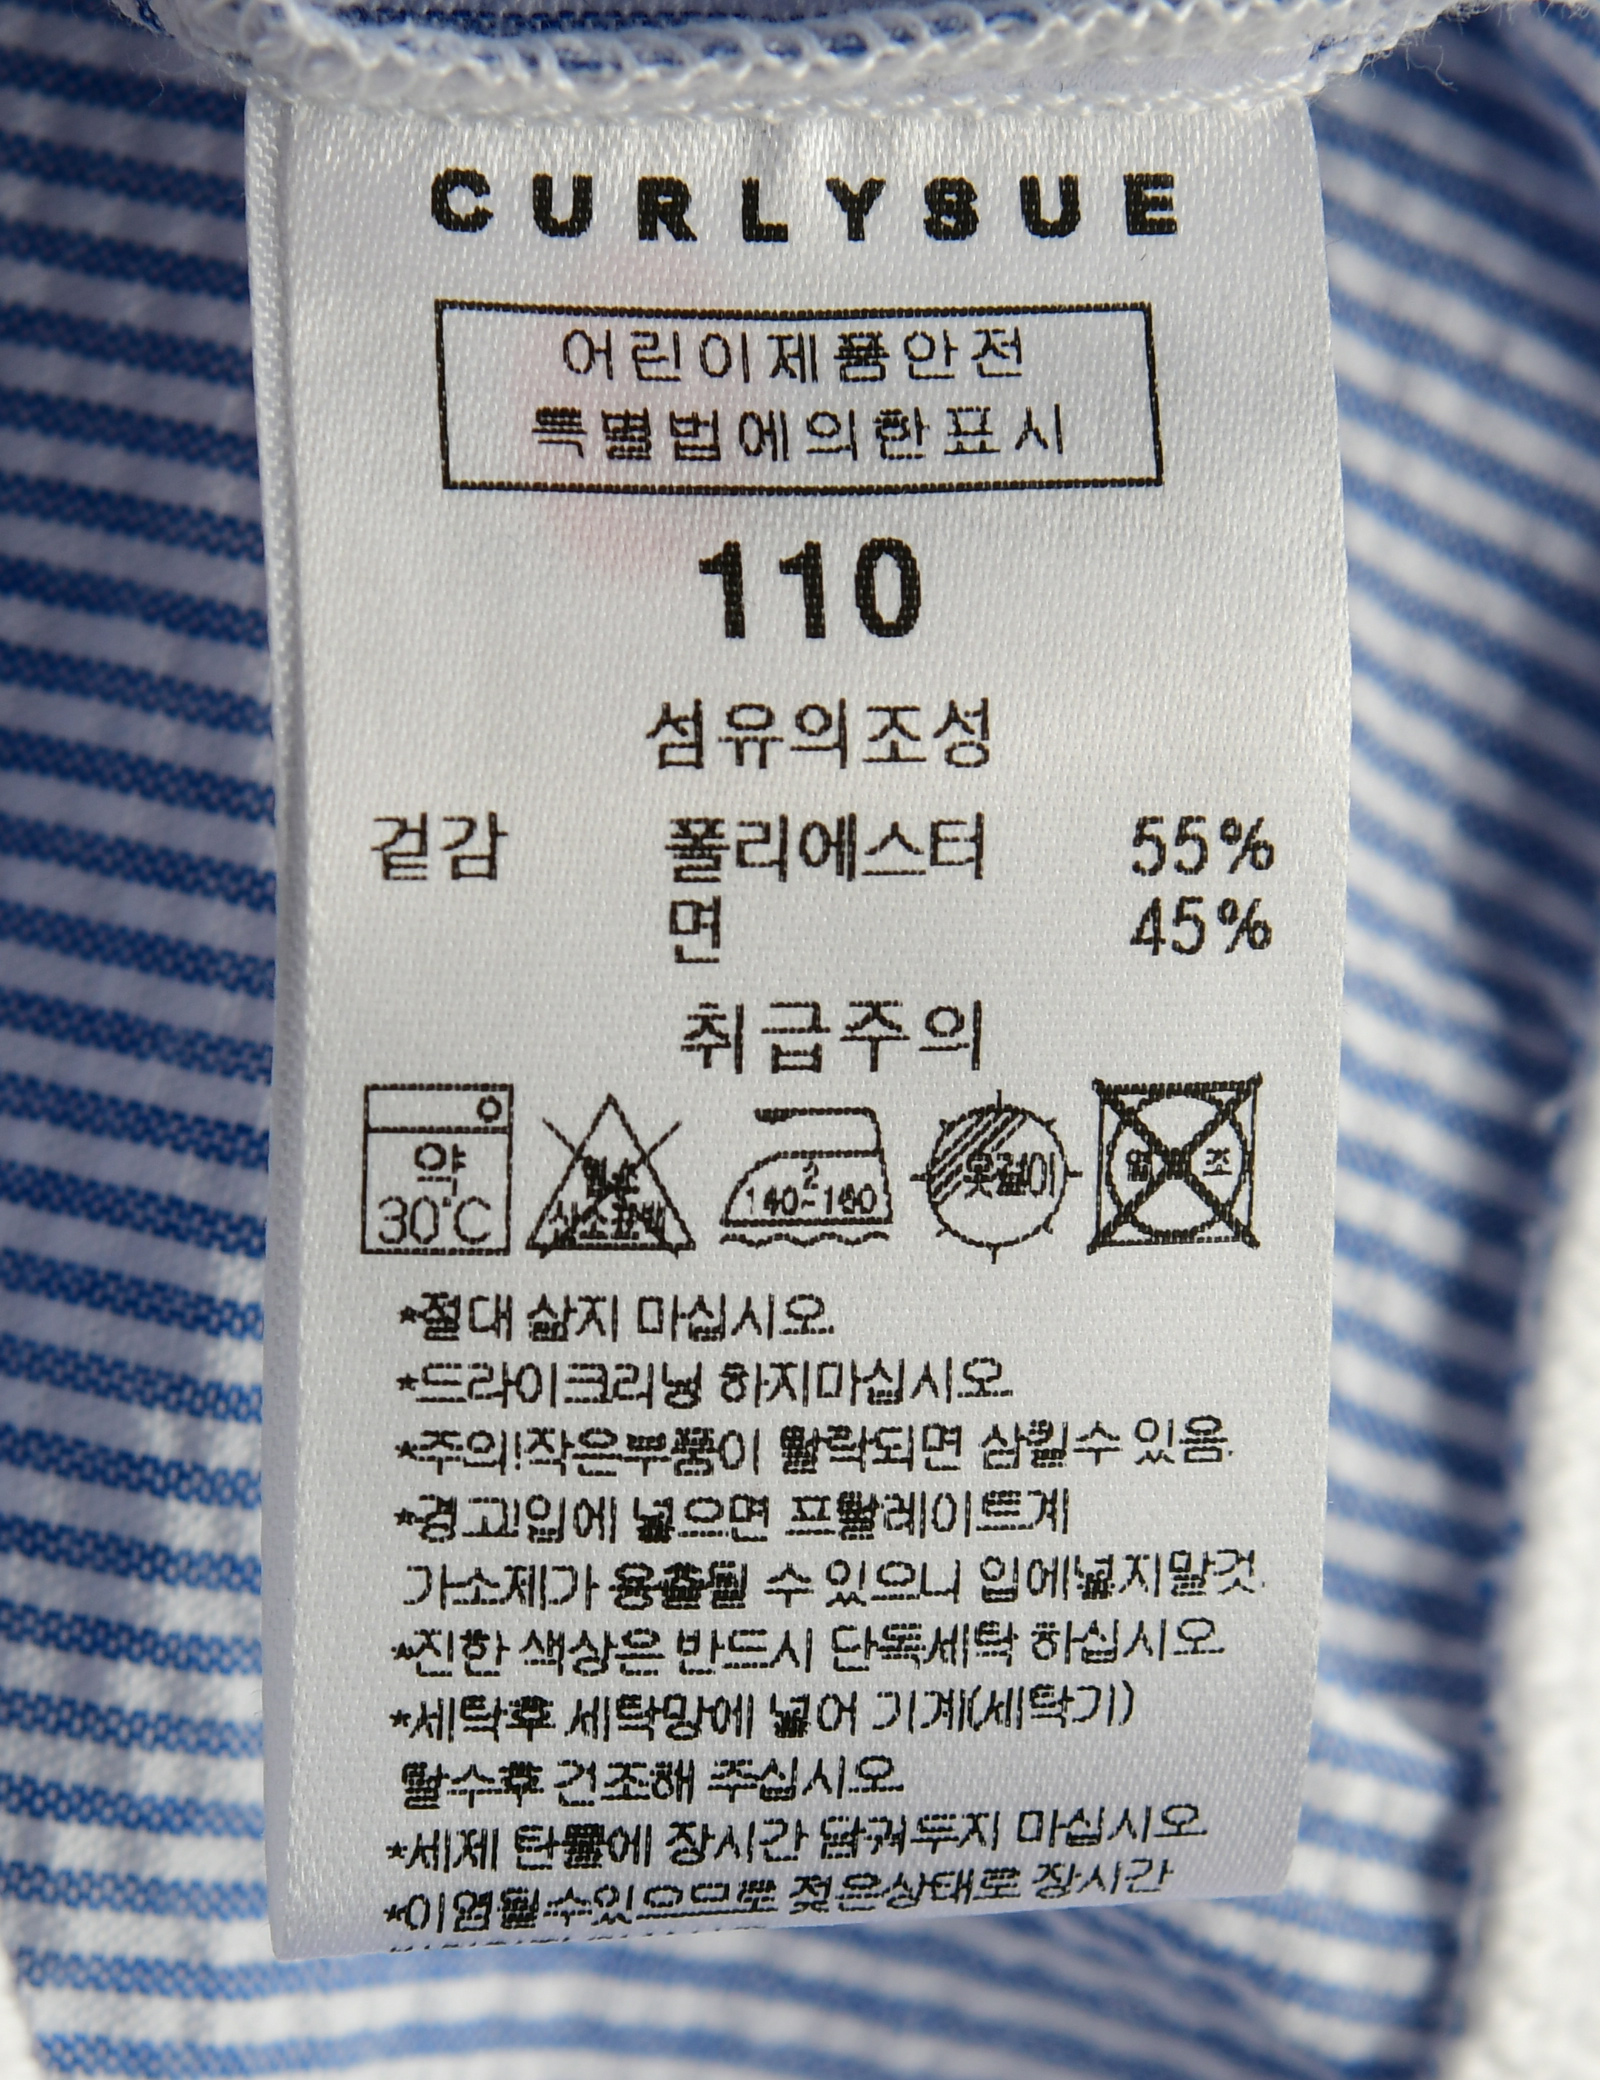 CURLYSUE
어린이제품안전
특별법에의한표시
110
섬유의조성
겉감 폴리에스터 55%
면 45%
취급주의
약
30°C
염소
산소표백
2
140~160
옷걸이
*절대 삶지 마십시오
*드라이크리닝 하지마십시오
*주의!작은부품이 탈락되면 삼킬수 있음.
*경고!입에 넣으면 프탈레이트계
가소제가 용출될 수 있으니 입에넣지말것.
*진한 색상은 반드시 단독세탁 하십시오
*세탁후 세탁망에 넣어 기계(세탁기)
탈수후 건조해 주십시오
*세제 탄물에 장시간 담궈두지 마십시오
*이염될수있으므로 젖은상태로 장시간